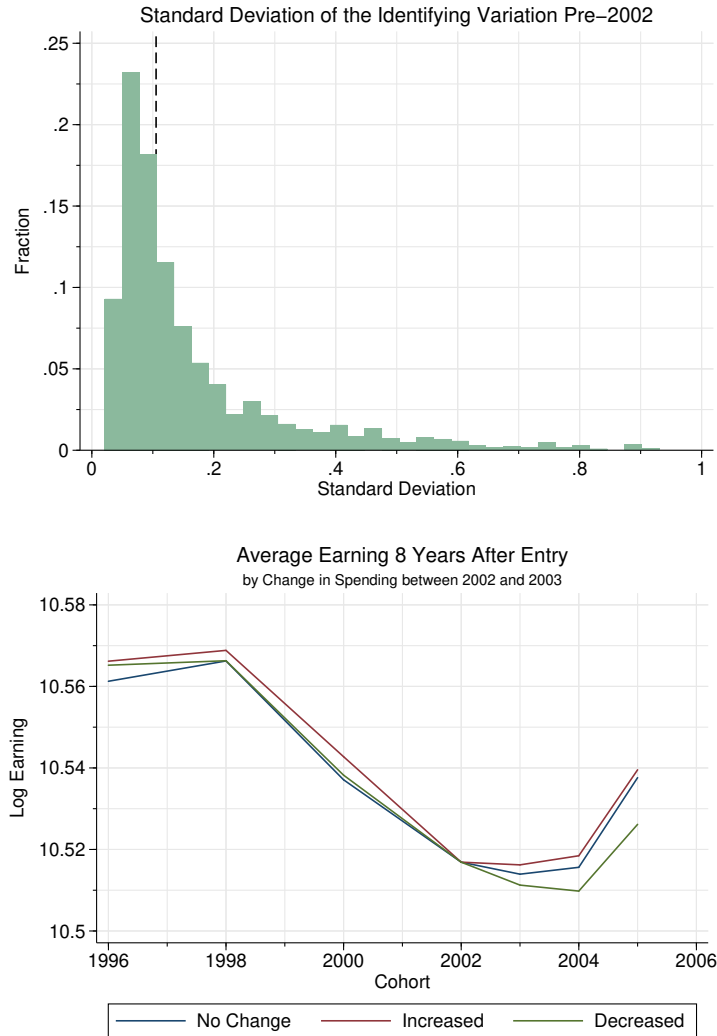 Standard Deviation of the Identifying Variation Pre−2002
.25
.2
.15
.1
.05
0
Fraction
0 .2 .4 .6 .8 1
Standard Deviation
Average Earning 8 Years After Entry
by Change in Spending between 2002 and 2003
10.58
10.56
10.54
10.52
10.5
Log Earning
1996 1998 2000 2002 2004 2006
Cohort
No Change Increased Decreased